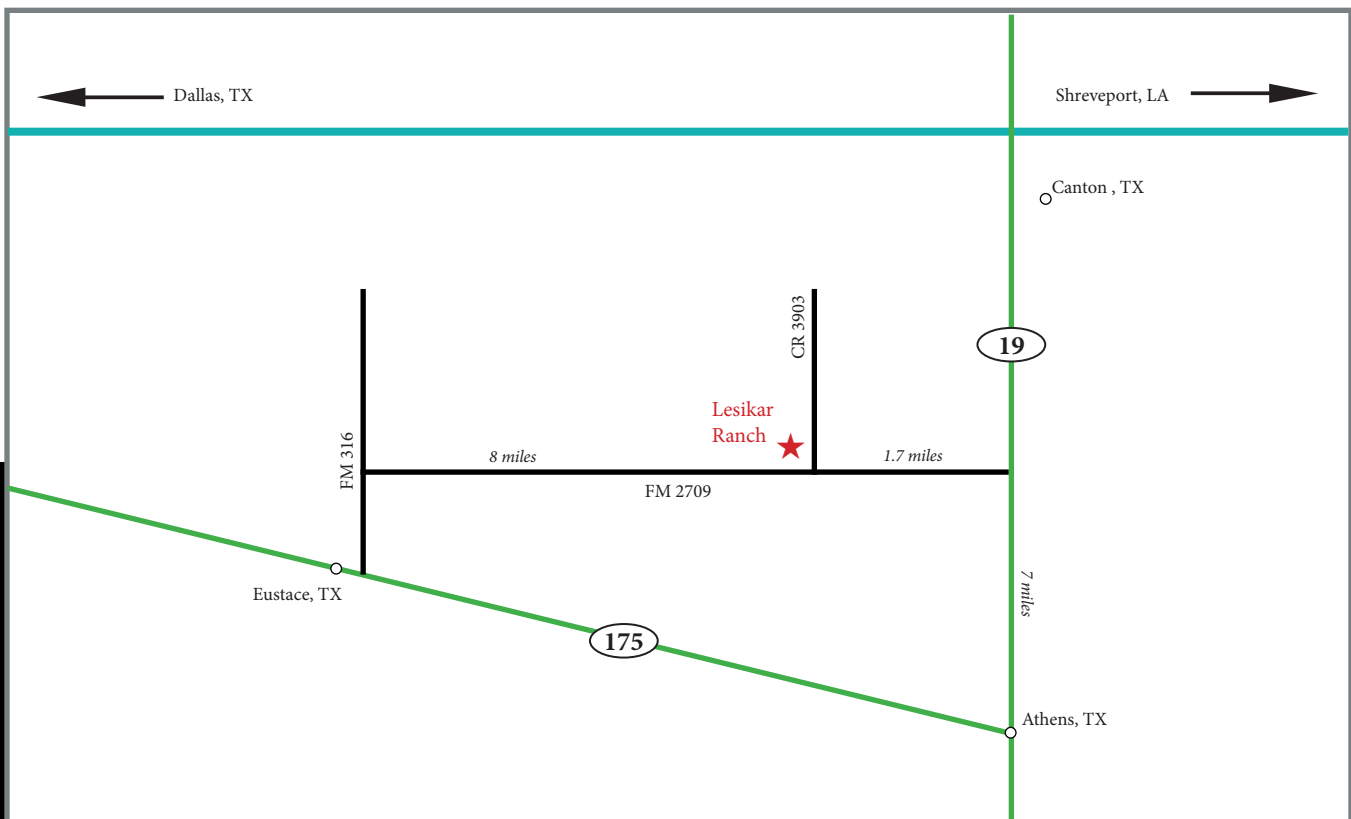 Dallas, TX
Shreveport, LA
Canton , TX
CR 3903
19
Lesikar
Ranch
FM 316
8 miles
1.7 miles
FM 2709
7 miles
Eustace, TX
175
Athens, TX